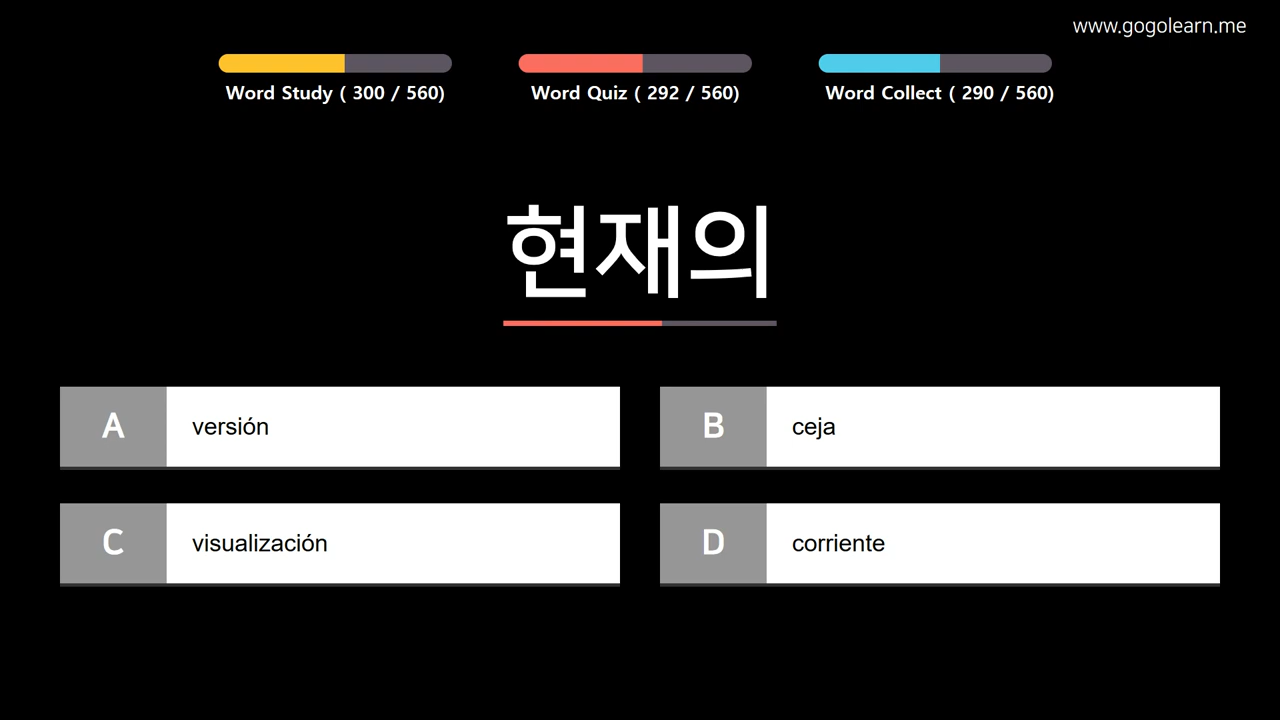 www.gogolearn.me
Word Study ( 300 / 560)
Word Quiz ( 292 / 560)
Word Collect ( 290 / 560)
현재의
A versión
B ceja
C visualización
D corriente